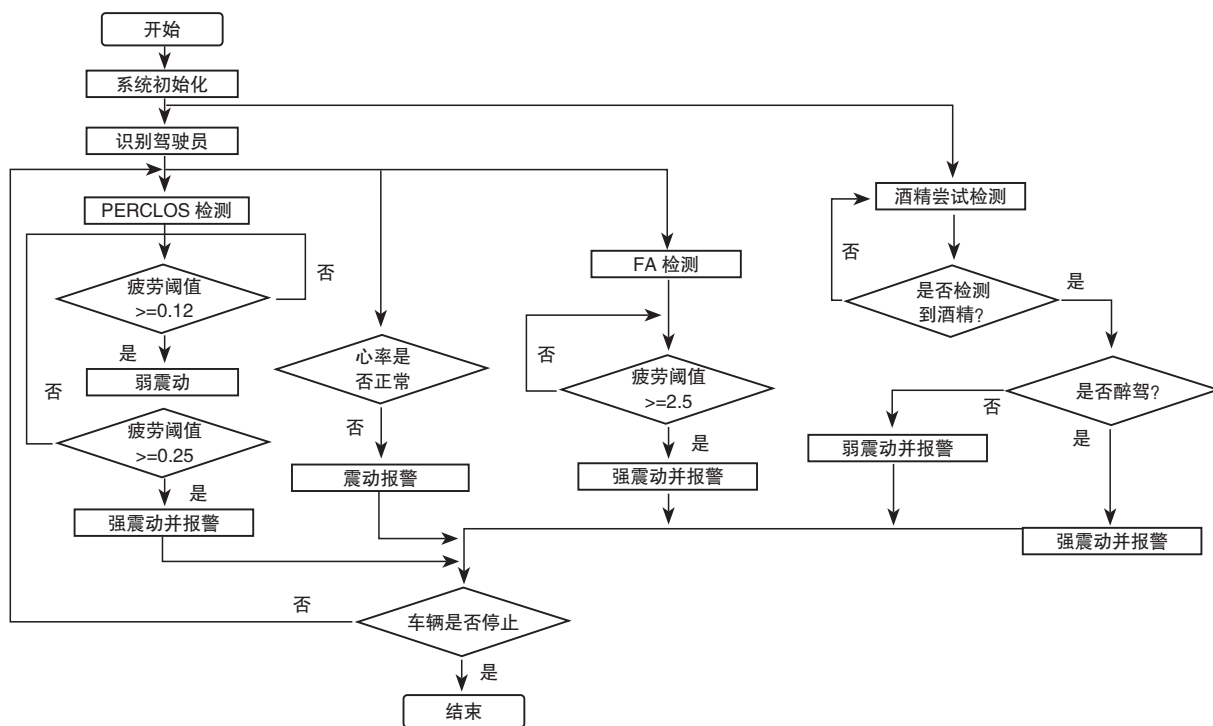 开始
系统初始化
识别驾驶员
PERCLOS 检测
酒精尝试检测
否
FA 检测
否
疲劳阈值
>=0.12
是否检测
到酒精?
是
是
弱震动
心率是
否正常
否
疲劳阈值
>=2.5
是否醉驾?
否
疲劳阈值
>=0.25
否
是
否
是
弱震动并报警
震动报警
强震动并报警
是
强震动并报警
强震动并报警
否
车辆是否停止
是
结束